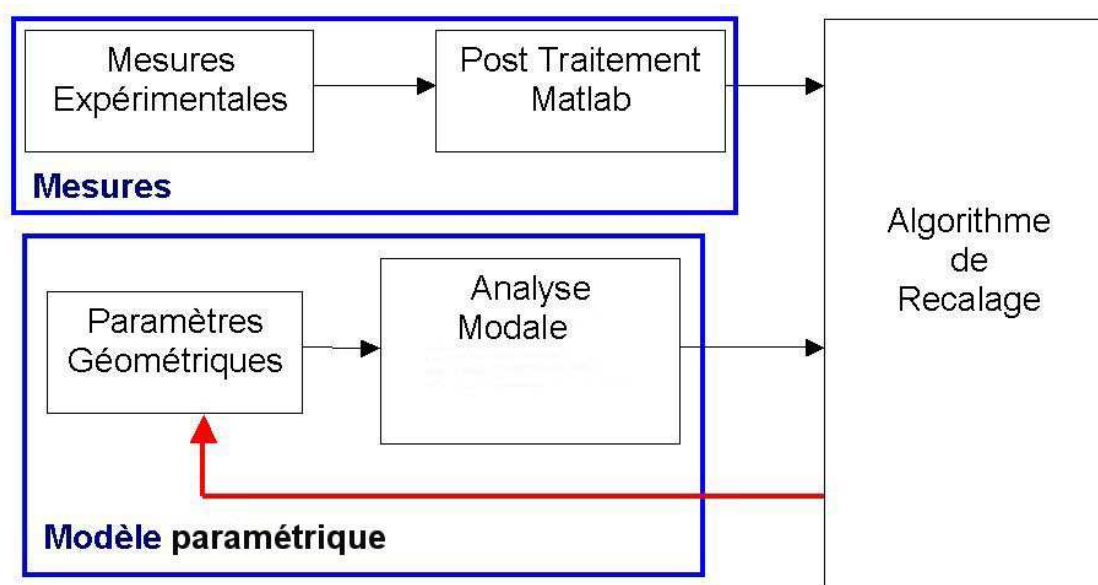 Mesures
Expérimentales
Post Traitement
Matlab
Mesures
Paramètres
Géométriques
Analyse
Modale
Modèle paramétrique
Algorithme
de
Recalage